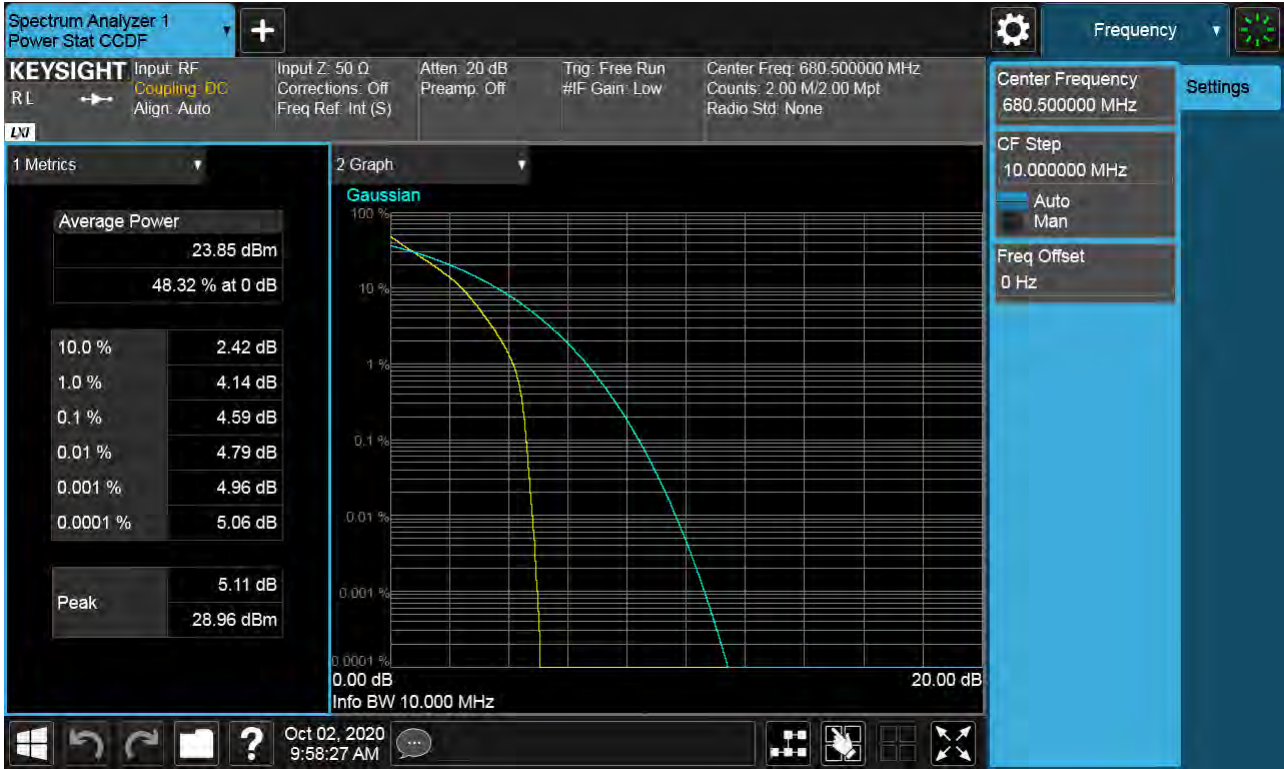 Spectrum Analyzer 1
Power Stat CCDF
+
Frequency
KEYSIGHT
RL
LXI
Input: RF
Coupling: DC
Align: Auto
Input Z: 50 Ω
Corrections: Off
Freq Ref: Int (S)
Atten: 20 dB
Preamp: Off
Trig: Free Run
#IF Gain: Low
Center Freq: 680.500000 MHz
Counts: 2.00 M/2.00 Mpt
Radio Std: None
Center Frequency
680.500000 MHz
Settings
CF Step
10.000000 MHz
Auto
Man
Freq Offset
0 Hz
1 Metrics
Average Power
23.85 dBm
48.32 % at 0 dB
10.0 % 2.42 dB
1.0 % 4.14 dB
0.1 % 4.59 dB
0.01 % 4.79 dB
0.001 % 4.96 dB
0.0001 % 5.06 dB
Peak
5.11 dB
28.96 dBm
2 Graph
Gaussian
100 %
10 %
1 %
0.1 %
0.01 %
0.001 %
0.0001 %
0.00 dB
20.00 dB
Info BW 10.000 MHz
?
Oct 02, 2020
9:58:27 AM